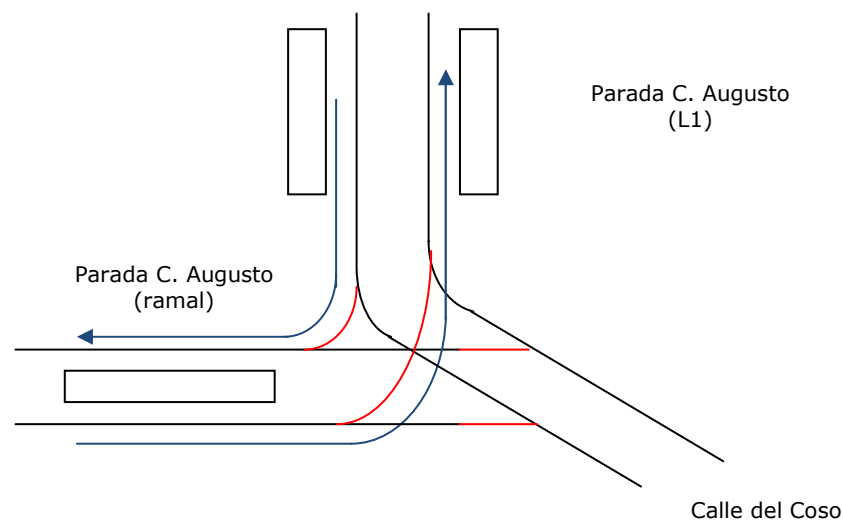 Parada C. Augusto
(L1)
Parada C. Augusto
(ramal)
Calle del Coso